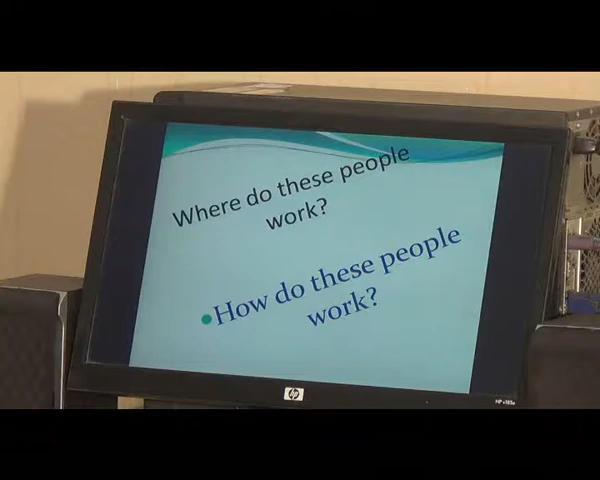 Where do these people
work?
How do these people
work?
hp